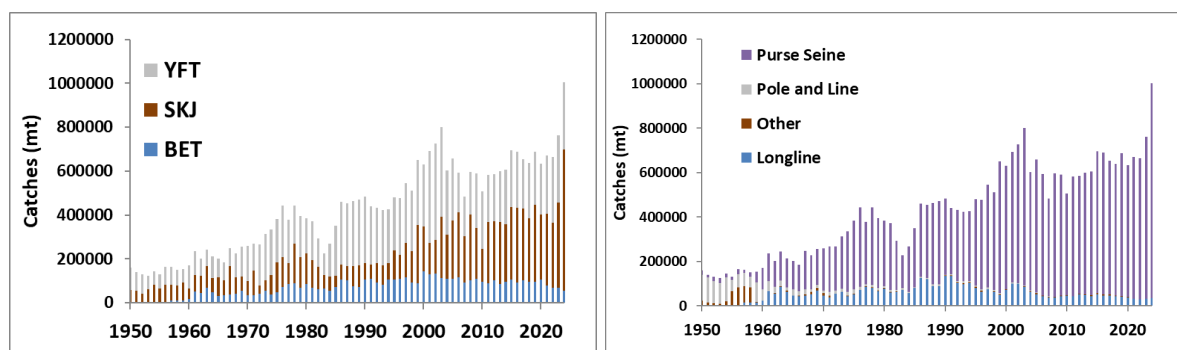 Catches (mt)
1200000
1000000
800000
600000
400000
200000
0
YFT
SKJ
BET
1950 1960 1970 1980 1990 2000 2010 2020
Catches (mt)
1200000
1000000
800000
600000
400000
200000
0
Purse Seine
Pole and Line
Other
Longline
1950 1960 1970 1980 1990 2000 2010 2020